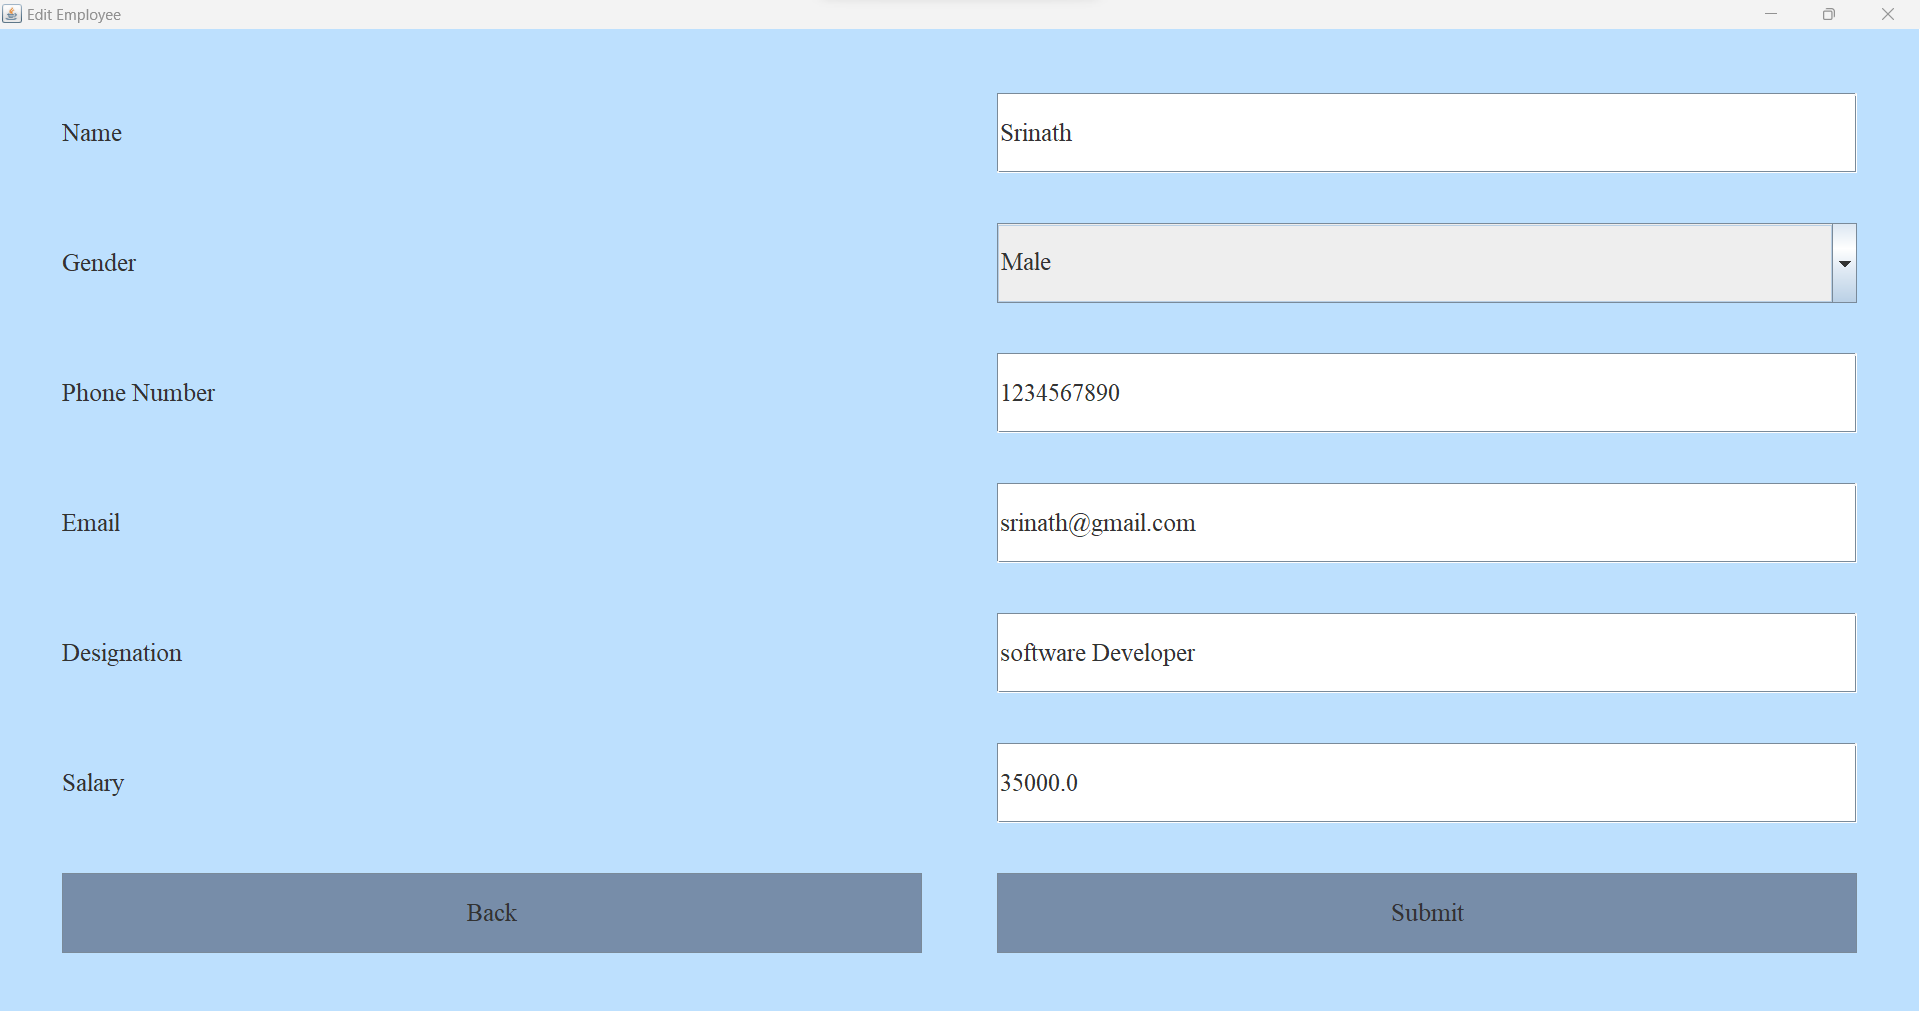 Edit Employee
Name
Srinath
Gender
Male
Phone Number
1234567890
Email
srinath@gmail.com
Designation
software Developer
Salary
35000.0
Back
Submit